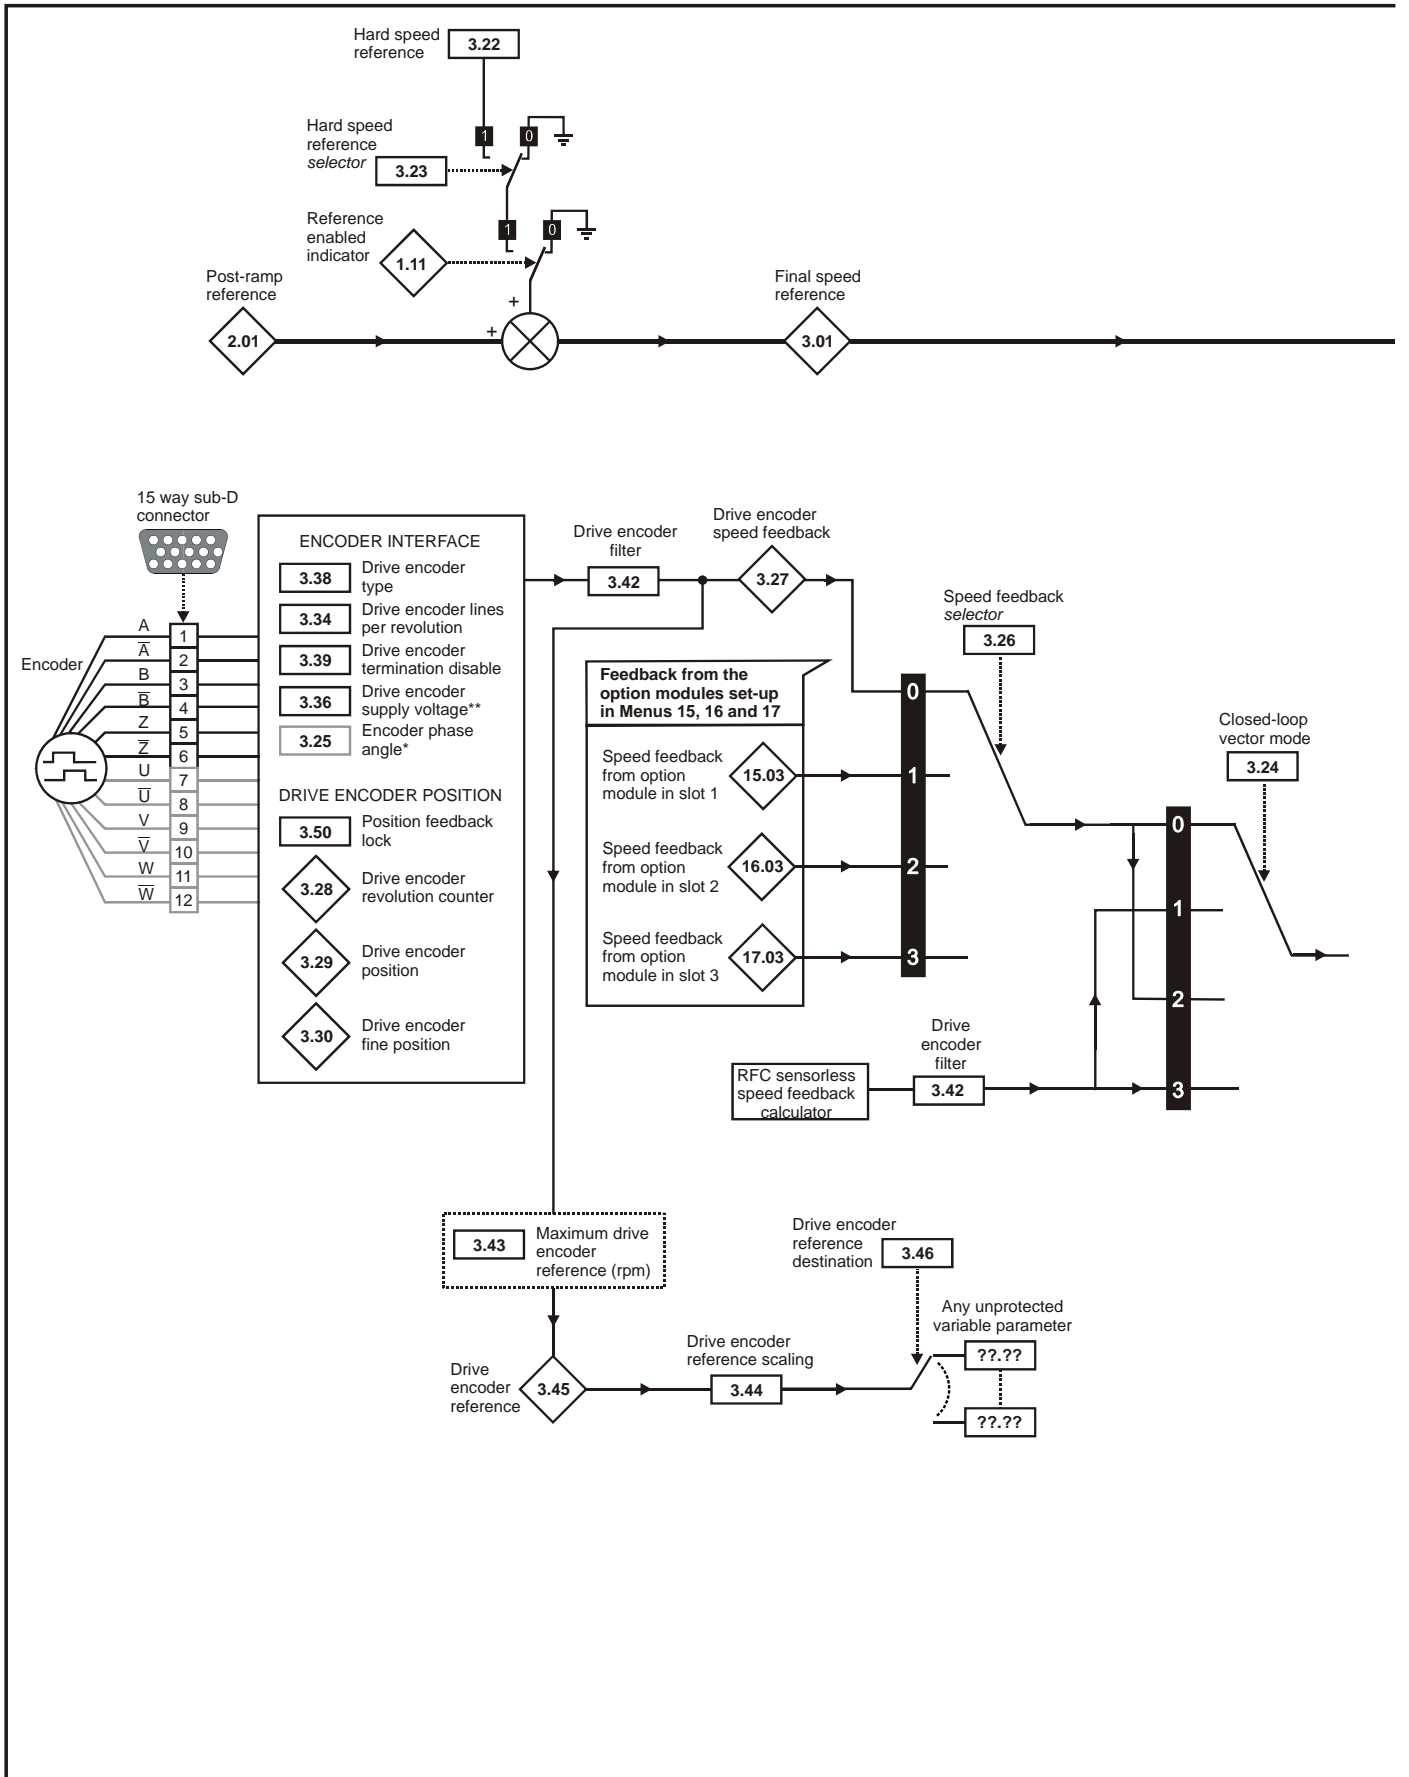 Hard speed
reference
3.22
1
0
Hard speed
reference
selector
3.23
Reference
enabled
indicator
1
0
1.11
Post-ramp
reference
2.01
+
+
Final speed
reference
3.01
15 way sub-D
connector
Encoder
A
1
A̅
2
B
3
B̅
4
Z
5
Z̅
6
U
7
U̅
8
V
9
V̅
10
W
11
W̅
12
ENCODER INTERFACE
3.38
Drive encoder
type
3.34
Drive encoder lines
per revolution
3.39
Drive encoder
termination disable
3.36
Drive encoder
supply voltage**
3.25
Encoder phase
angle*
DRIVE ENCODER POSITION
3.50
Position feedback
lock
3.28
Drive encoder
revolution counter
3.29
Drive encoder
position
3.30
Drive encoder
fine position
Drive encoder
filter
3.42
Drive encoder
speed feedback
3.27
Feedback from the
option modules set-up
in Menus 15, 16 and 17
Speed feedback
from option
module in slot 1
15.03
Speed feedback
from option
module in slot 2
16.03
Speed feedback
from option
module in slot 3
17.03
0
1
2
3
Speed feedback
selector
3.26
Closed-loop
vector mode
3.24
0
1
2
3
RFC sensorless
speed feedback
calculator
Drive
encoder
filter
3.42
3.43
Maximum drive
encoder
reference (rpm)
Drive
encoder
reference
3.45
Drive encoder
reference scaling
3.44
Drive encoder
reference
destination
3.46
Any unprotected
variable parameter
??.??
??.??